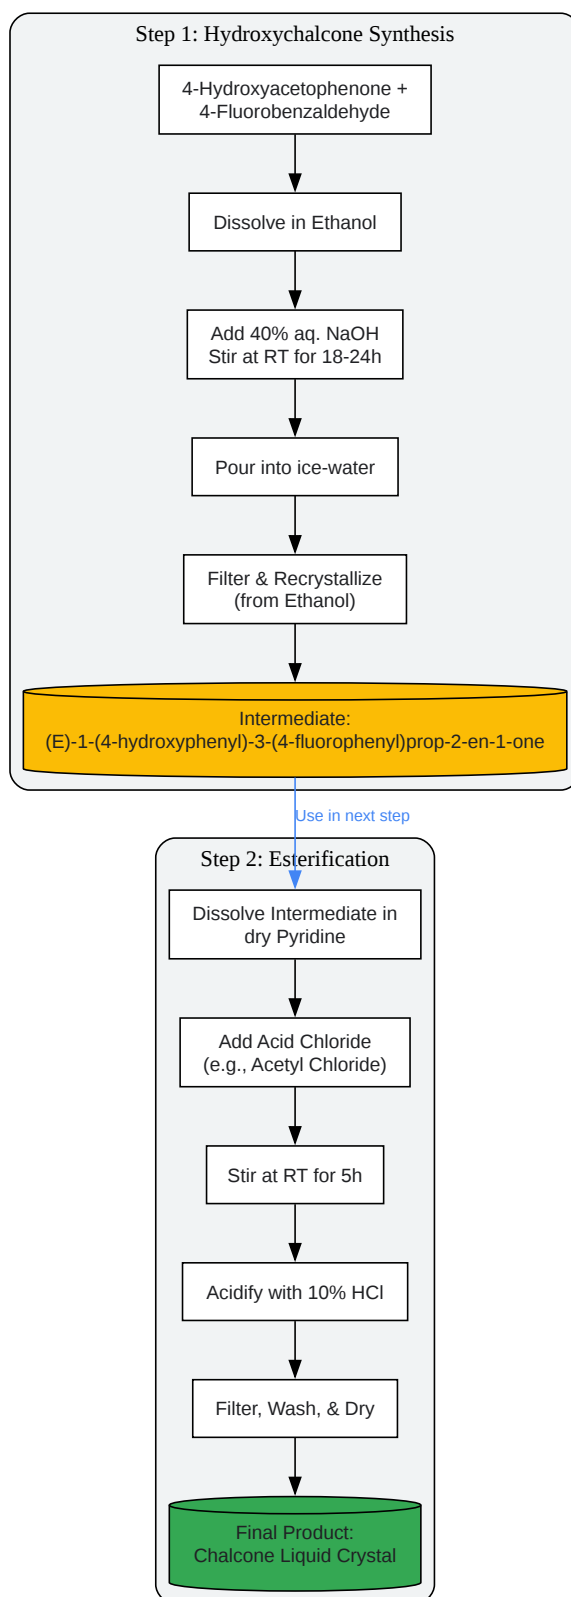 Step 1: Hydroxychalcone Synthesis
4-Hydroxyacetophenone +
4-Fluorobenzaldehyde
Dissolve in Ethanol
Add 40% aq. NaOH
Stir at RT for 18-24h
Pour into ice-water
Filter & Recrystallize
(from Ethanol)
Intermediate:
(E)-1-(4-hydroxyphenyl)-3-(4-fluorophenyl)prop-2-en-1-one
Use in next step
Step 2: Esterification
Dissolve Intermediate in
dry Pyridine
Add Acid Chloride
(e.g., Acetyl Chloride)
Stir at RT for 5h
Acidify with 10% HCl
Filter, Wash, & Dry
Final Product:
Chalcone Liquid Crystal